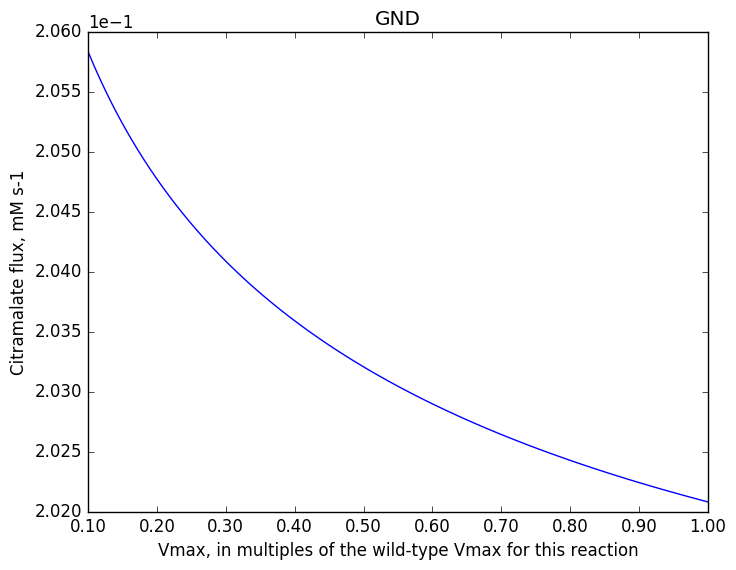 GND
1e−1
2.060
2.055
2.050
2.045
2.040
2.035
2.030
2.025
2.020
Citramalate flux, mM s-1
0.10 0.20 0.30 0.40 0.50 0.60 0.70 0.80 0.90 1.00
Vmax, in multiples of the wild-type Vmax for this reaction